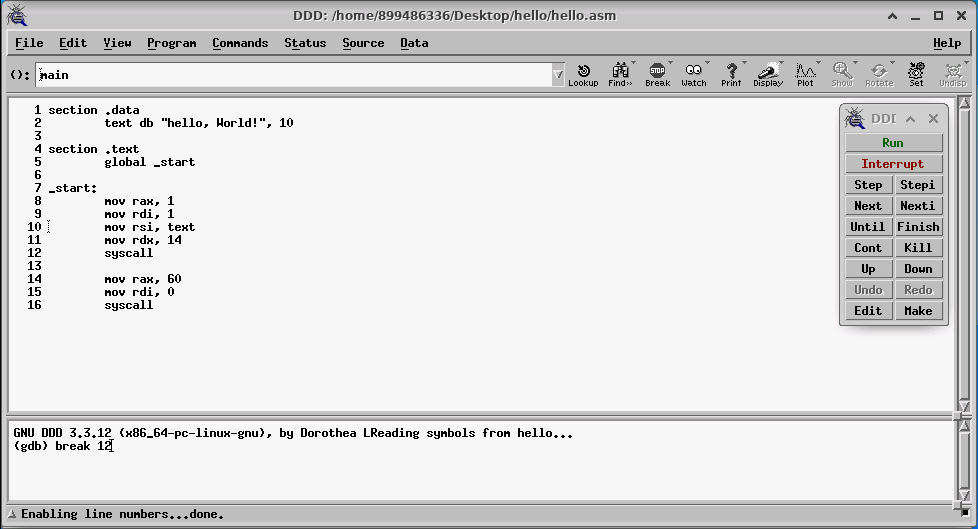 DDD: /home/899486336/Desktop/hello/hello.asm
File Edit View Program Commands Status Source Data Help
(): main
Lookup Find>> Break Watch Print Display Plot Show Rotate Set Undisp
1 section .data
2 text db "hello, World!", 10
3
4 section .text
5 global _start
6
7 _start:
8 mov rax, 1
9 mov rdi, 1
10 mov rsi, text
11 mov rdx, 14
12 syscall
13
14 mov rax, 60
15 mov rdi, 0
16 syscall
DDD
Run
Interrupt
Step Stepi
Next Nexti
Until Finish
Cont Kill
Up Down
Undo Redo
Edit Make
GNU DDD 3.3.12 (x86_64-pc-linux-gnu), by Dorothea LReading symbols from hello...
(gdb) break 12
Enabling line numbers...done.